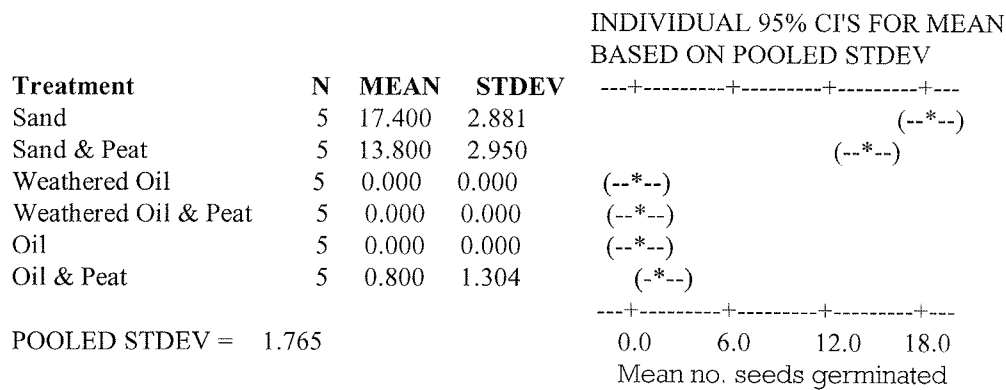 INDIVIDUAL 95% CI'S FOR MEAN
BASED ON POOLED STDEV
Treatment N MEAN STDEV ---+---------+---------+---------+---
Sand 5 17.400 2.881 (--*--)
Sand & Peat 5 13.800 2.950 (--*--)
Weathered Oil 5 0.000 0.000 (--*--)
Weathered Oil & Peat 5 0.000 0.000 (--*--)
Oil 5 0.000 0.000 (--*--)
Oil & Peat 5 0.800 1.304 (-*--)
---+---------+---------+---------+---
POOLED STDEV = 1.765 0.0 6.0 12.0 18.0
Mean no. seeds germinated